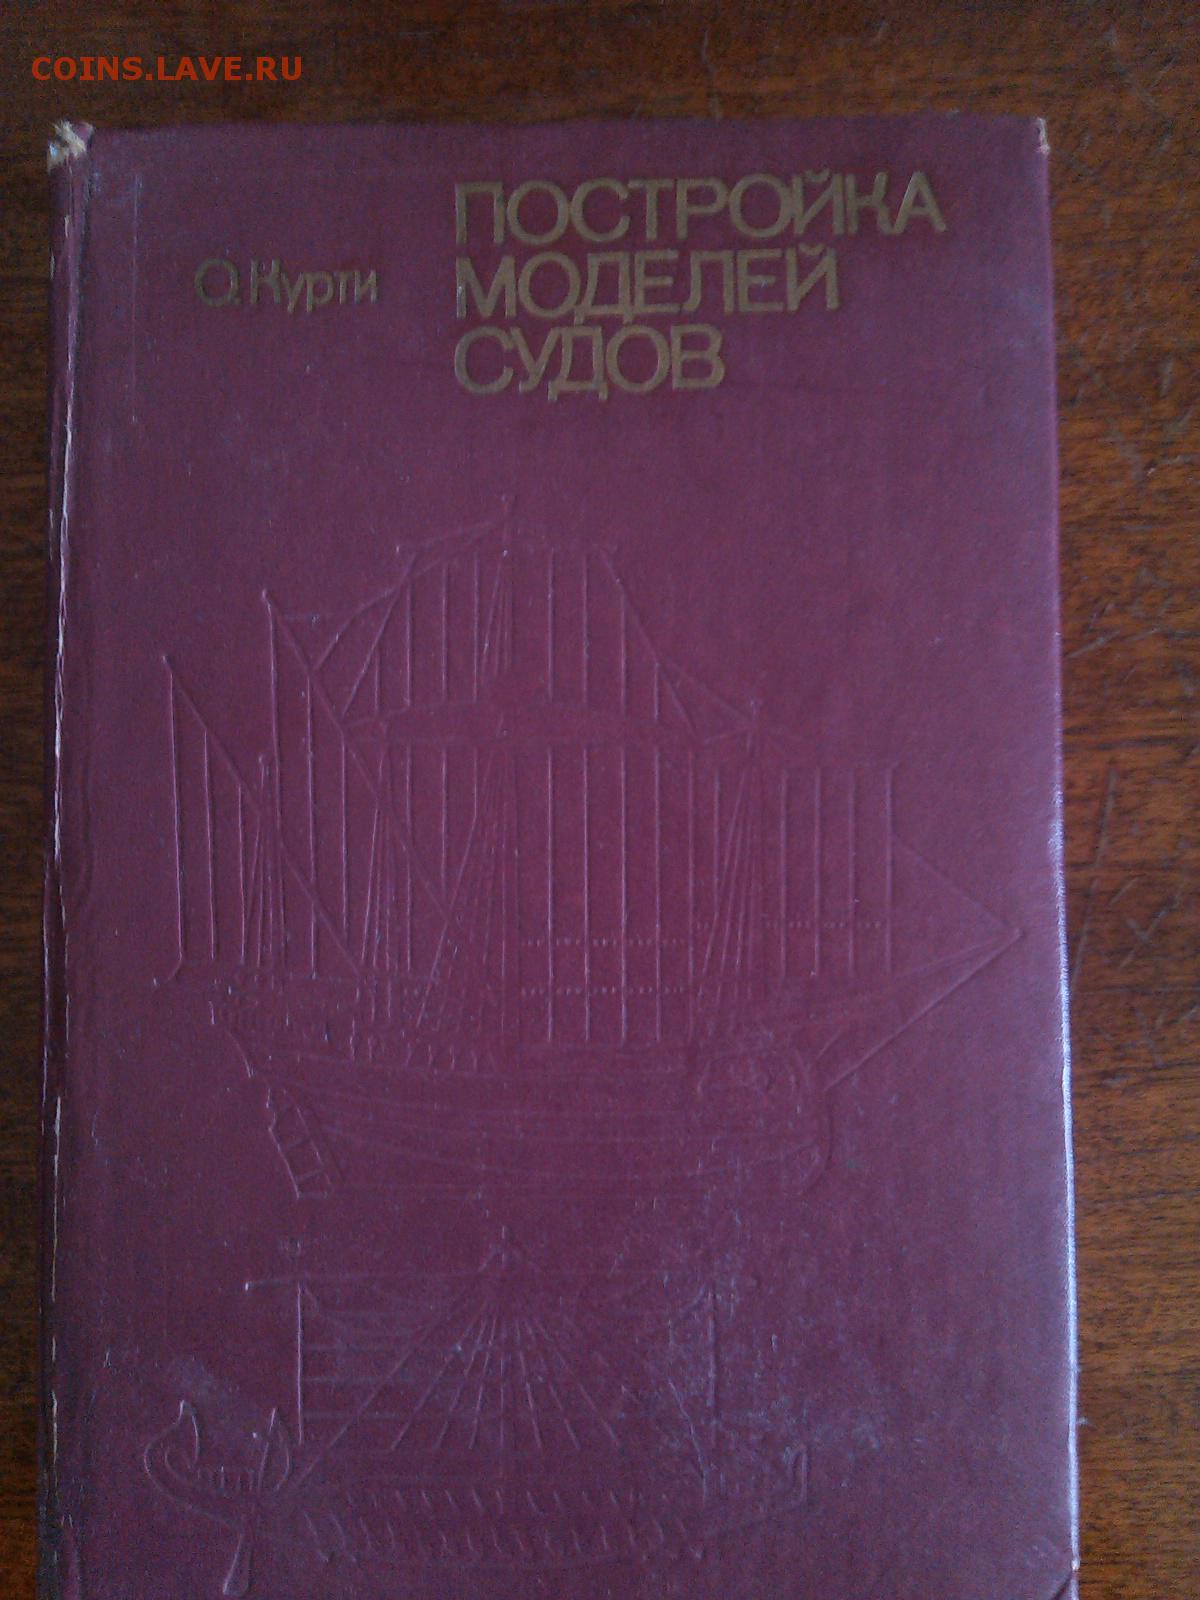 COINS.LAVE.RU
ПОСТРОЙКА
МОДЕЛЕЙ
СУДОВ
О. Курти